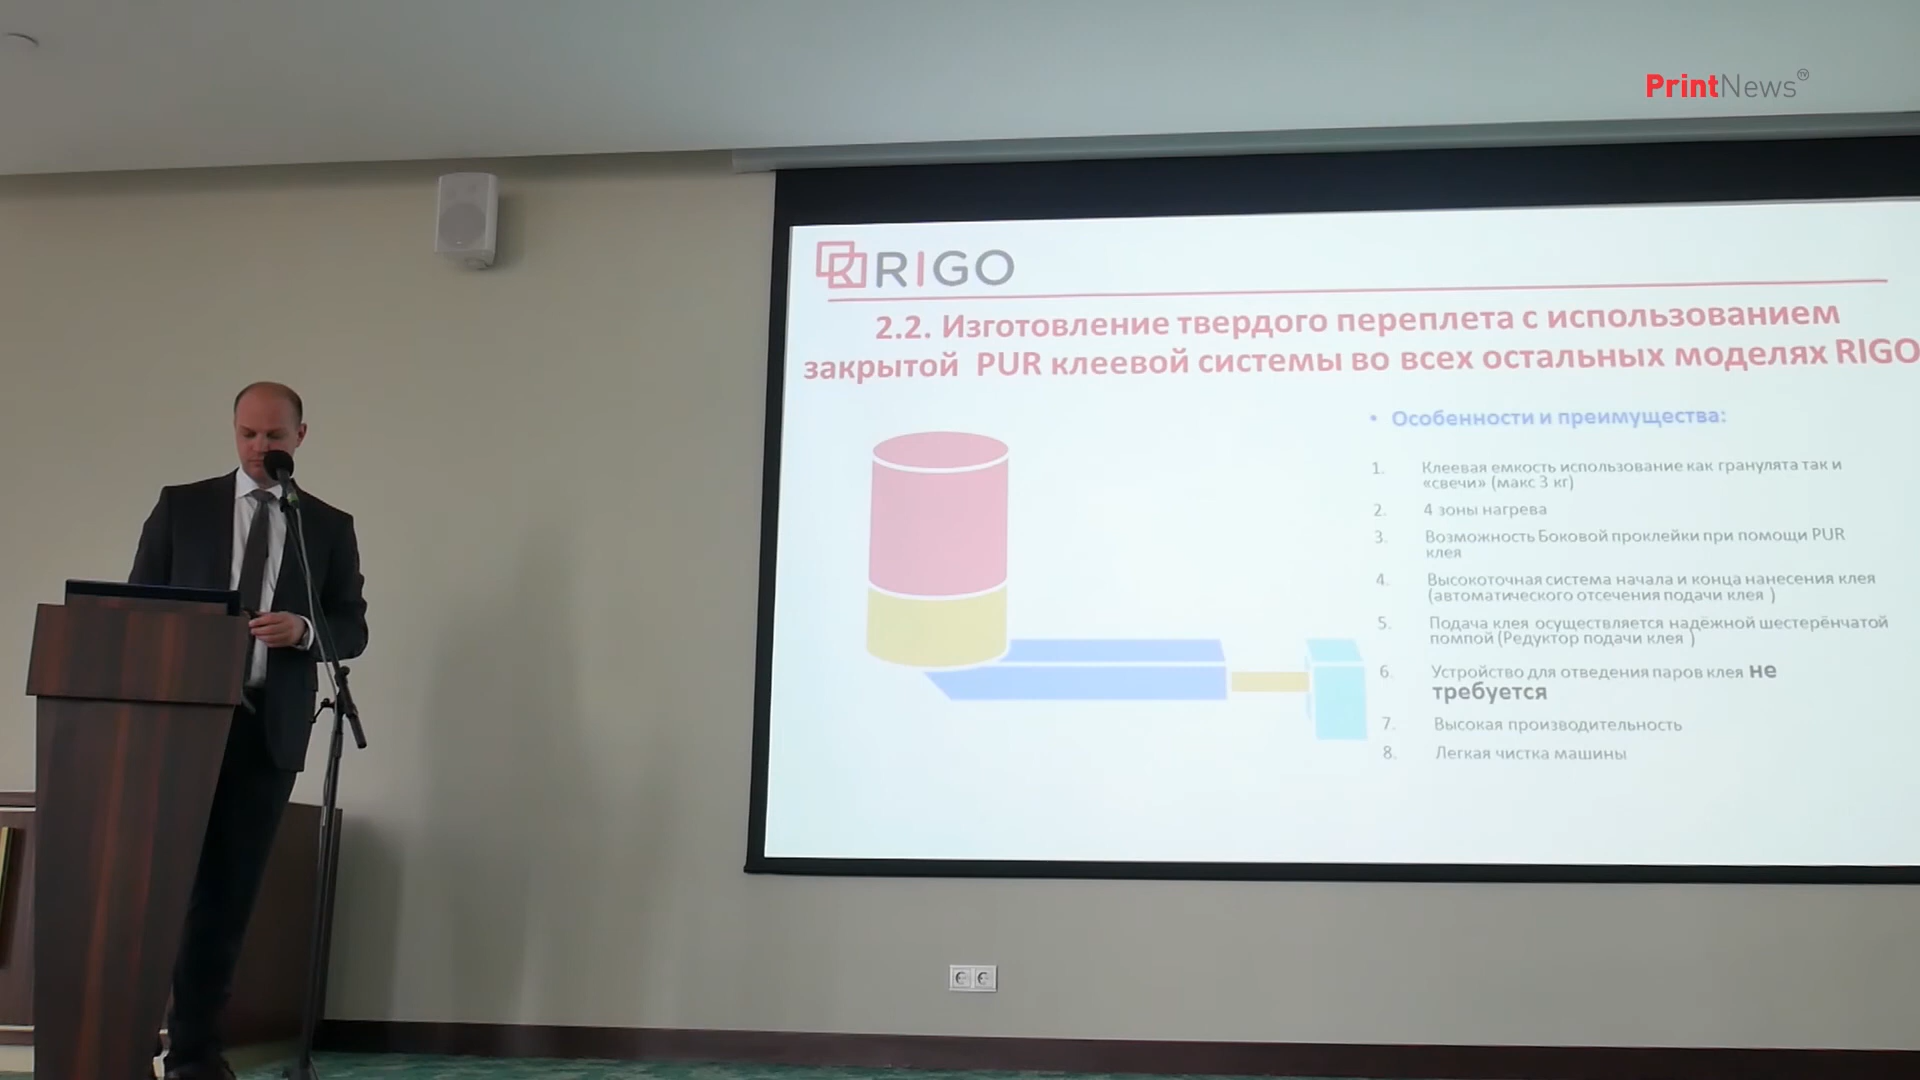 PrintNews TV
RIGO
2.2. Изготовление твердого переплета с использованием
закрытой PUR клеевой системы во всех остальных моделях RIGO
• Особенности и преимущества:
1. Клеевая емкость использование как гранулята так и
«свечи» (макс 3 кг)
2. 4 зоны нагрева
3. Возможность Боковой проклейки при помощи PUR
клея
4. Высокоточная система начала и конца нанесения клея
(автоматического отсечения подачи клея )
5. Подача клея осуществляется надёжной шестерёнчатой
помпой (Редуктор подачи клея )
6. Устройство для отведения паров клея не
требуется
7. Высокая производительность
8. Легкая чистка машины